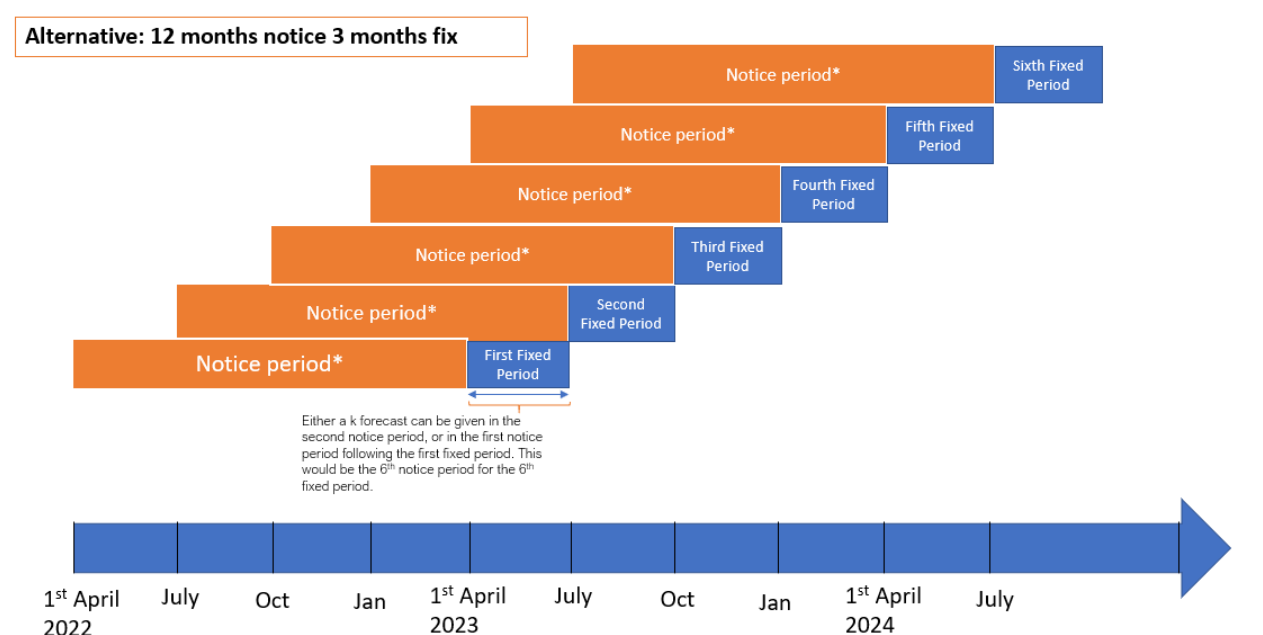 Alternative: 12 months notice 3 months fix
Notice period*
Sixth Fixed
Period
Notice period*
Fifth Fixed
Period
Notice period*
Fourth Fixed
Period
Notice period*
Third Fixed
Period
Notice period*
Second
Fixed Period
Notice period*
First Fixed
Period
Either a k forecast can be given in the
second notice period, or in the first notice
period following the first fixed period. This
would be the 6th notice period for the 6th
fixed period.
1st April
2022
July
Oct
Jan
1st April
2023
July
Oct
Jan
1st April
2024
July